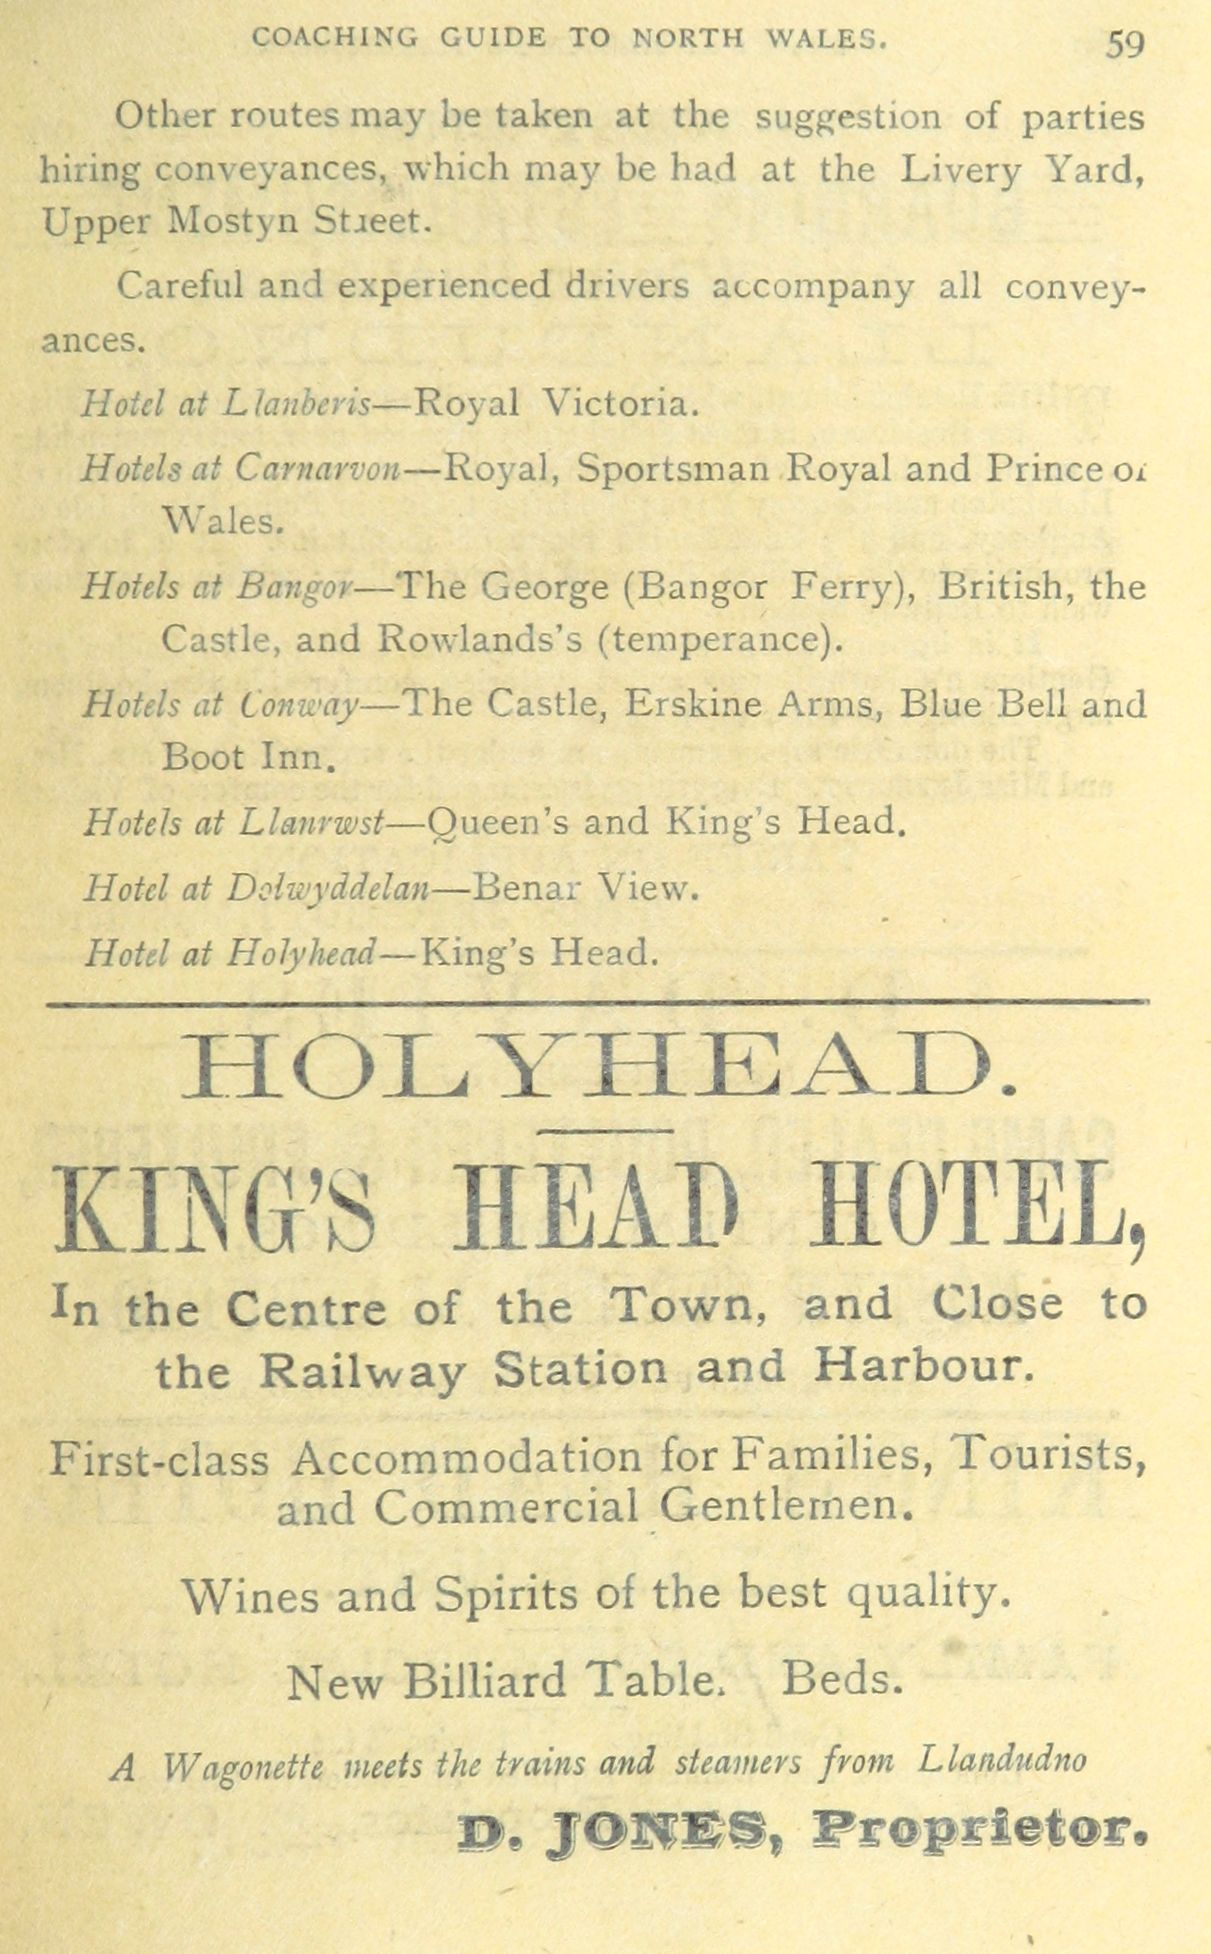 COACHING GUIDE TO NORTH WALES. 59
Other routes may be taken at the suggestion of parties
hiring conveyances, which may be had at the Livery Yard,
Upper Mostyn Street.
Careful and experienced drivers accompany all convey-
ances.
Hotel at Llanberis—Royal Victoria.
Hotels at Carnarvon—Royal, Sportsman Royal and Prince of
Wales.
Hotels at Bangor—The George (Bangor Ferry), British, the
Castle, and Rowlands's (temperance).
Hotels at Conway—The Castle, Erskine Arms, Blue Bell and
Boot Inn.
Hotels at Llanrwst—Queen's and King's Head.
Hotel at Dolwyddelan—Benar View.
Hotel at Holyhead—King's Head.
HOLYHEAD.
KING'S HEAD HOTEL,
In the Centre of the Town, and Close to
the Railway Station and Harbour.
First-class Accommodation for Families, Tourists,
and Commercial Gentlemen.
Wines and Spirits of the best quality.
New Billiard Table. Beds.
A Wagonette meets the trains and steamers from Llandudno
D. JONES, Proprietor.